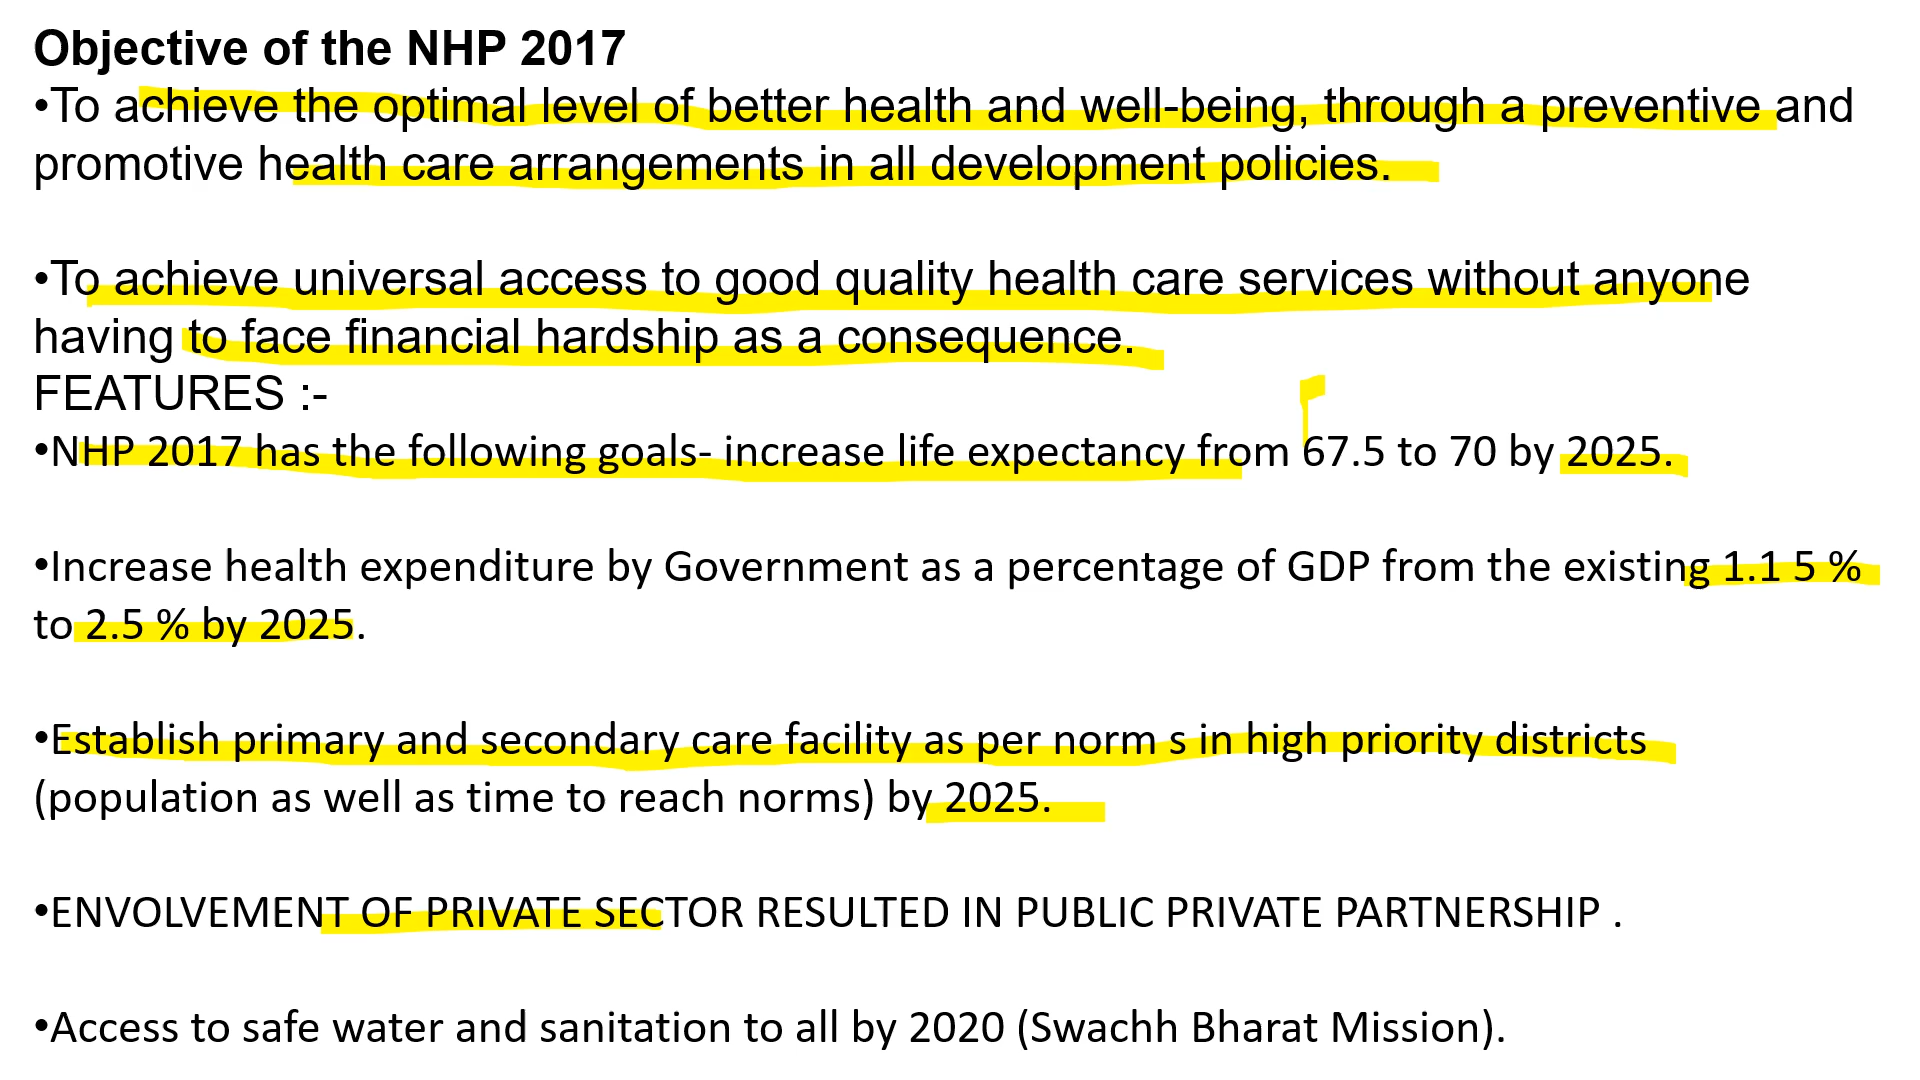 Objective of the NHP 2017
•To achieve the optimal level of better health and well-being, through a preventive and
promotive health care arrangements in all development policies.
•To achieve universal access to good quality health care services without anyone
having to face financial hardship as a consequence.
FEATURES :-
•NHP 2017 has the following goals- increase life expectancy from 67.5 to 70 by 2025.
•Increase health expenditure by Government as a percentage of GDP from the existing 1.1 5 %
to 2.5 % by 2025.
•Establish primary and secondary care facility as per norm s in high priority districts
(population as well as time to reach norms) by 2025.
•ENVOLVEMENT OF PRIVATE SECTOR RESULTED IN PUBLIC PRIVATE PARTNERSHIP .
•Access to safe water and sanitation to all by 2020 (Swachh Bharat Mission).